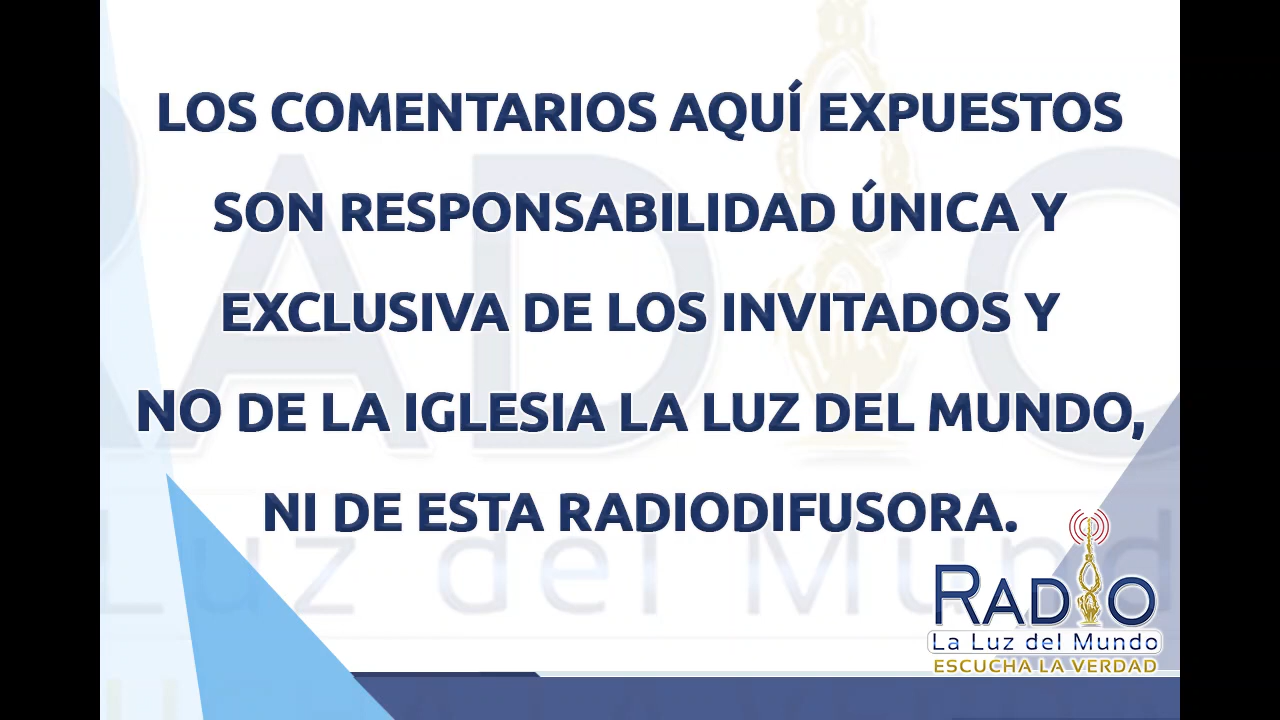 LOS COMENTARIOS AQUÍ EXPUESTOS
SON RESPONSABILIDAD ÚNICA Y
EXCLUSIVA DE LOS INVITADOS Y
NO DE LA IGLESIA LA LUZ DEL MUNDO,
NI DE ESTA RADIODIFUSORA.
RADIO
La Luz del Mundo
ESCUCHA LA VERDAD